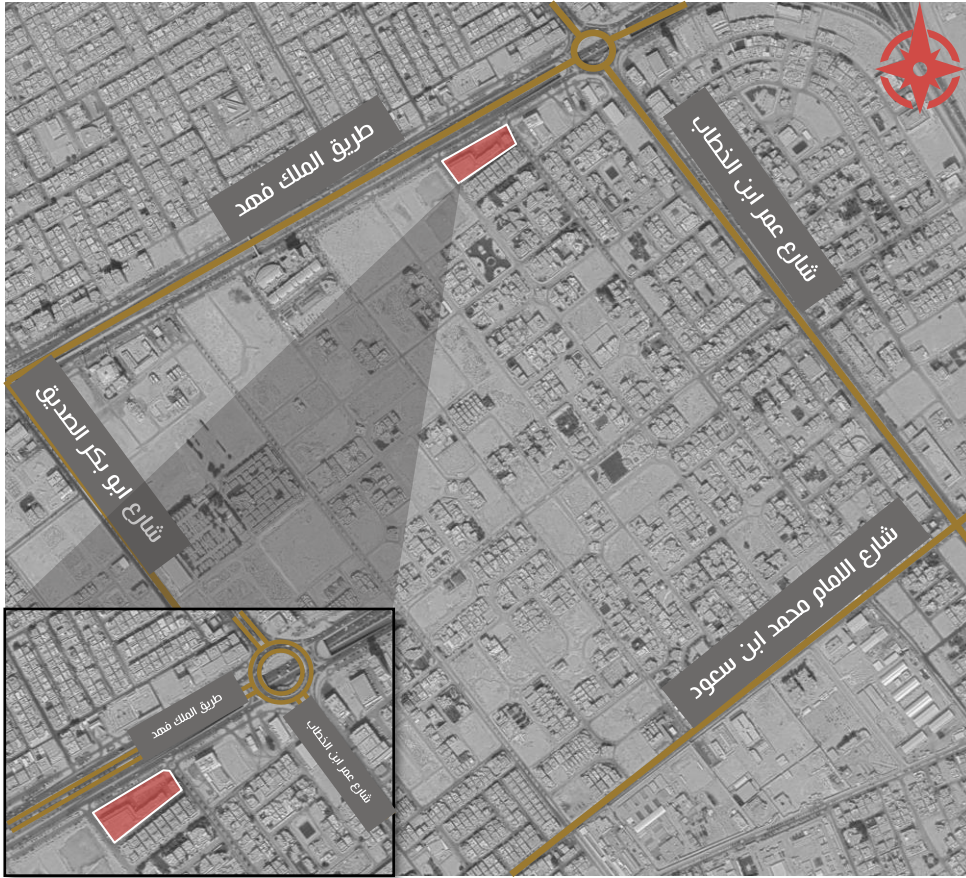 طريق الملك فهد
شارع عمر ابن الخطاب
شارع ابو بكر الصديق
شارع الامام محمد ابن سعود
طريق الملك فهد
شارع عمر ابن الخطاب